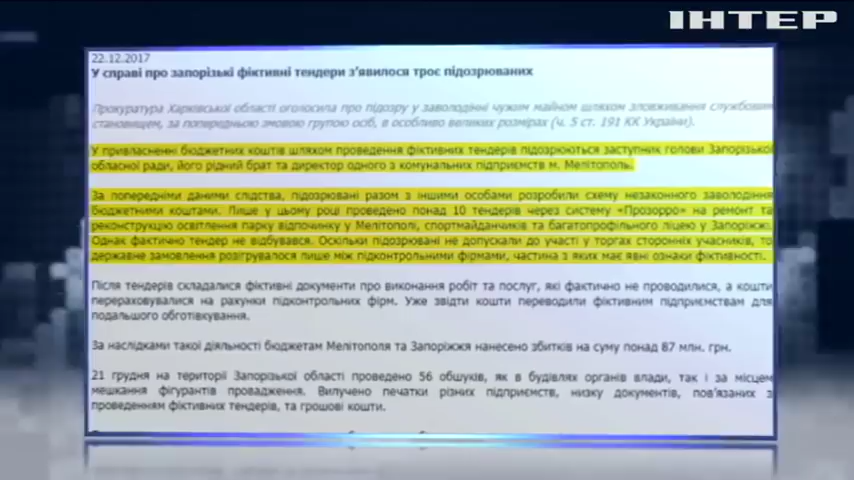 ІНТЕР
22.12.2017
У справі про запорізькі фіктивні тендери з’явилося троє підозрюваних
Прокуратура Харківської області оголосила про підозру у заволодінні чужим майном шляхом зловживання службовим
становищем, за попередньою змовою групою осіб, в особливо великих розмірах (ч. 5 ст. 191 КК України).
У привласненні бюджетних коштів шляхом проведення фіктивних тендерів підозрюються заступник голови Запорізької
обласної ради, його рідний брат та директор одного з комунальних підприємств м. Мелітополь.
За попередніми даними слідства, підозрювані разом з іншими особами розробили схему незаконного заволодіння
бюджетними коштами. Лише у цьому році проведено понад 10 тендерів через систему «Прозорро» на ремонт та
реконструкцію освітлення парку відпочинку у Мелітополі, спортмайданчиків та багатопрофільного ліцею у Запоріжжі.
Однак фактично тендер не відбувався. Оскільки підозрювані не допускали до участі у торгах сторонніх учасників, то
державне замовлення розігрувалося лише між підконтрольними фірмами, частина з яких має явні ознаки фіктивності.
Після тендерів складалися фіктивні документи про виконання робіт та послуг, які фактично не проводилися, а кошти
перераховувалися на рахунки підконтрольних фірм. Уже звідти кошти переводили фіктивним підприємствам для
подальшого обготівкування.
За наслідками такої діяльності бюджетам Мелітополя та Запоріжжя нанесено збитків на суму понад 87 млн. грн.
21 грудня на території Запорізької області проведено 56 обшуків, як в будівлях органів влади, так і за місцем
мешкання фігурантів провадження. Вилучено печатки різних підприємств, низку документів, пов’язаних з
проведенням фіктивних тендерів, та грошові кошти.